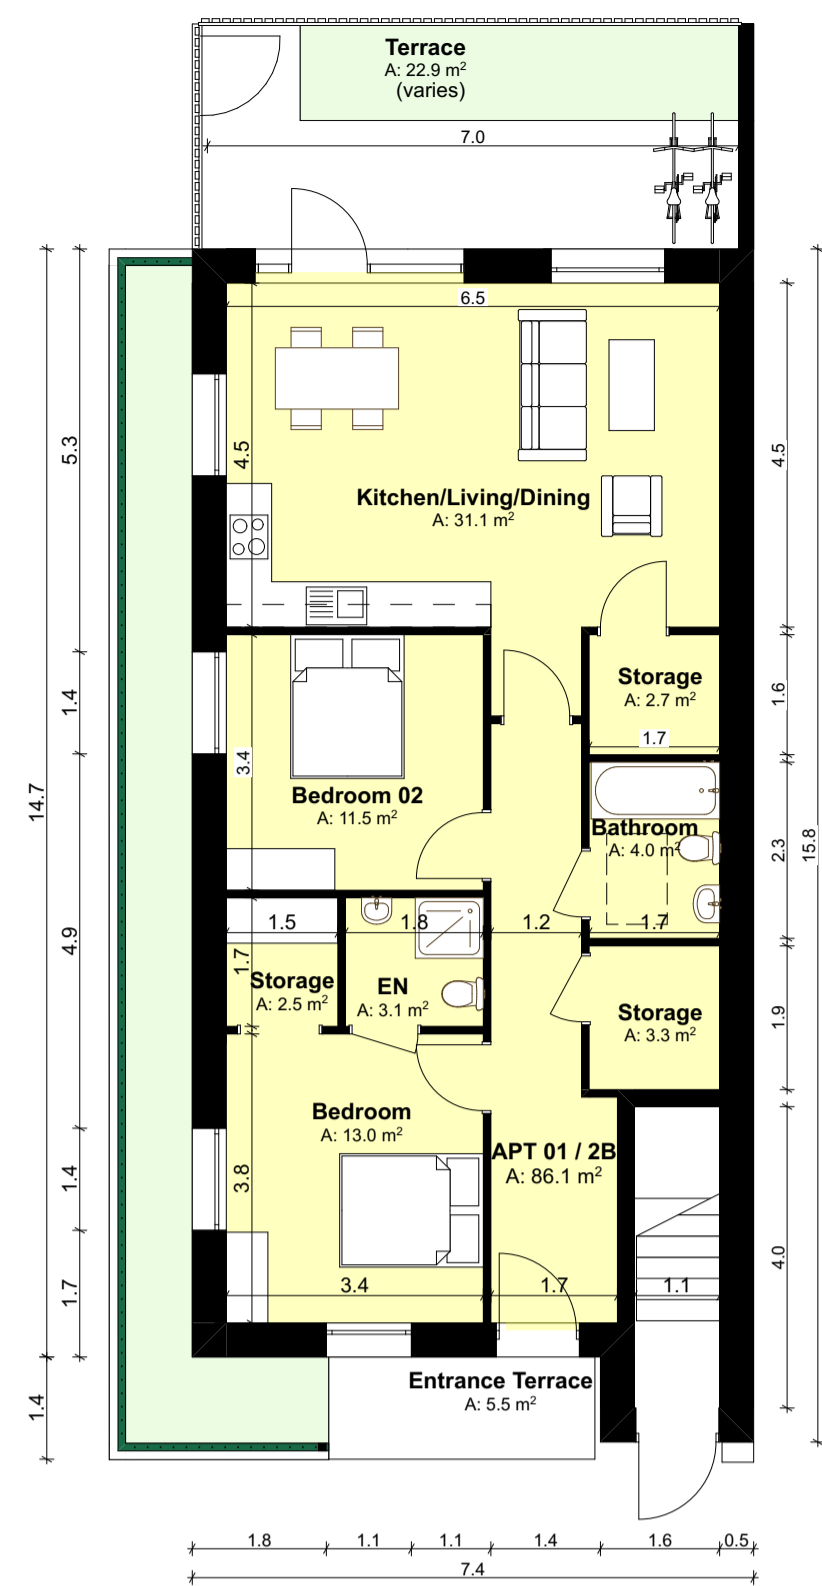 Terrace
A: 22.9 m²
(varies)
7.0
6.5
4.5
5.3
4.5
Kitchen/Living/Dining
A: 31.1 m²
Storage
A: 2.7 m²
1.7
1.6
1.4
3.4
14.7
Bedroom 02
A: 11.5 m²
Bathroom
A: 4.0 m²
2.3
15.8
1.5
1.8
1.2
1.7
4.9
1.7
Storage
A: 2.5 m²
EN
A: 3.1 m²
Storage
A: 3.3 m²
1.9
Bedroom
A: 13.0 m²
APT 01 / 2B
A: 86.1 m²
1.4
3.8
4.0
3.4
1.7
1.1
1.7
Entrance Terrace
A: 5.5 m²
1.4
1.8
1.1
1.1
1.4
1.6
0.5
7.4